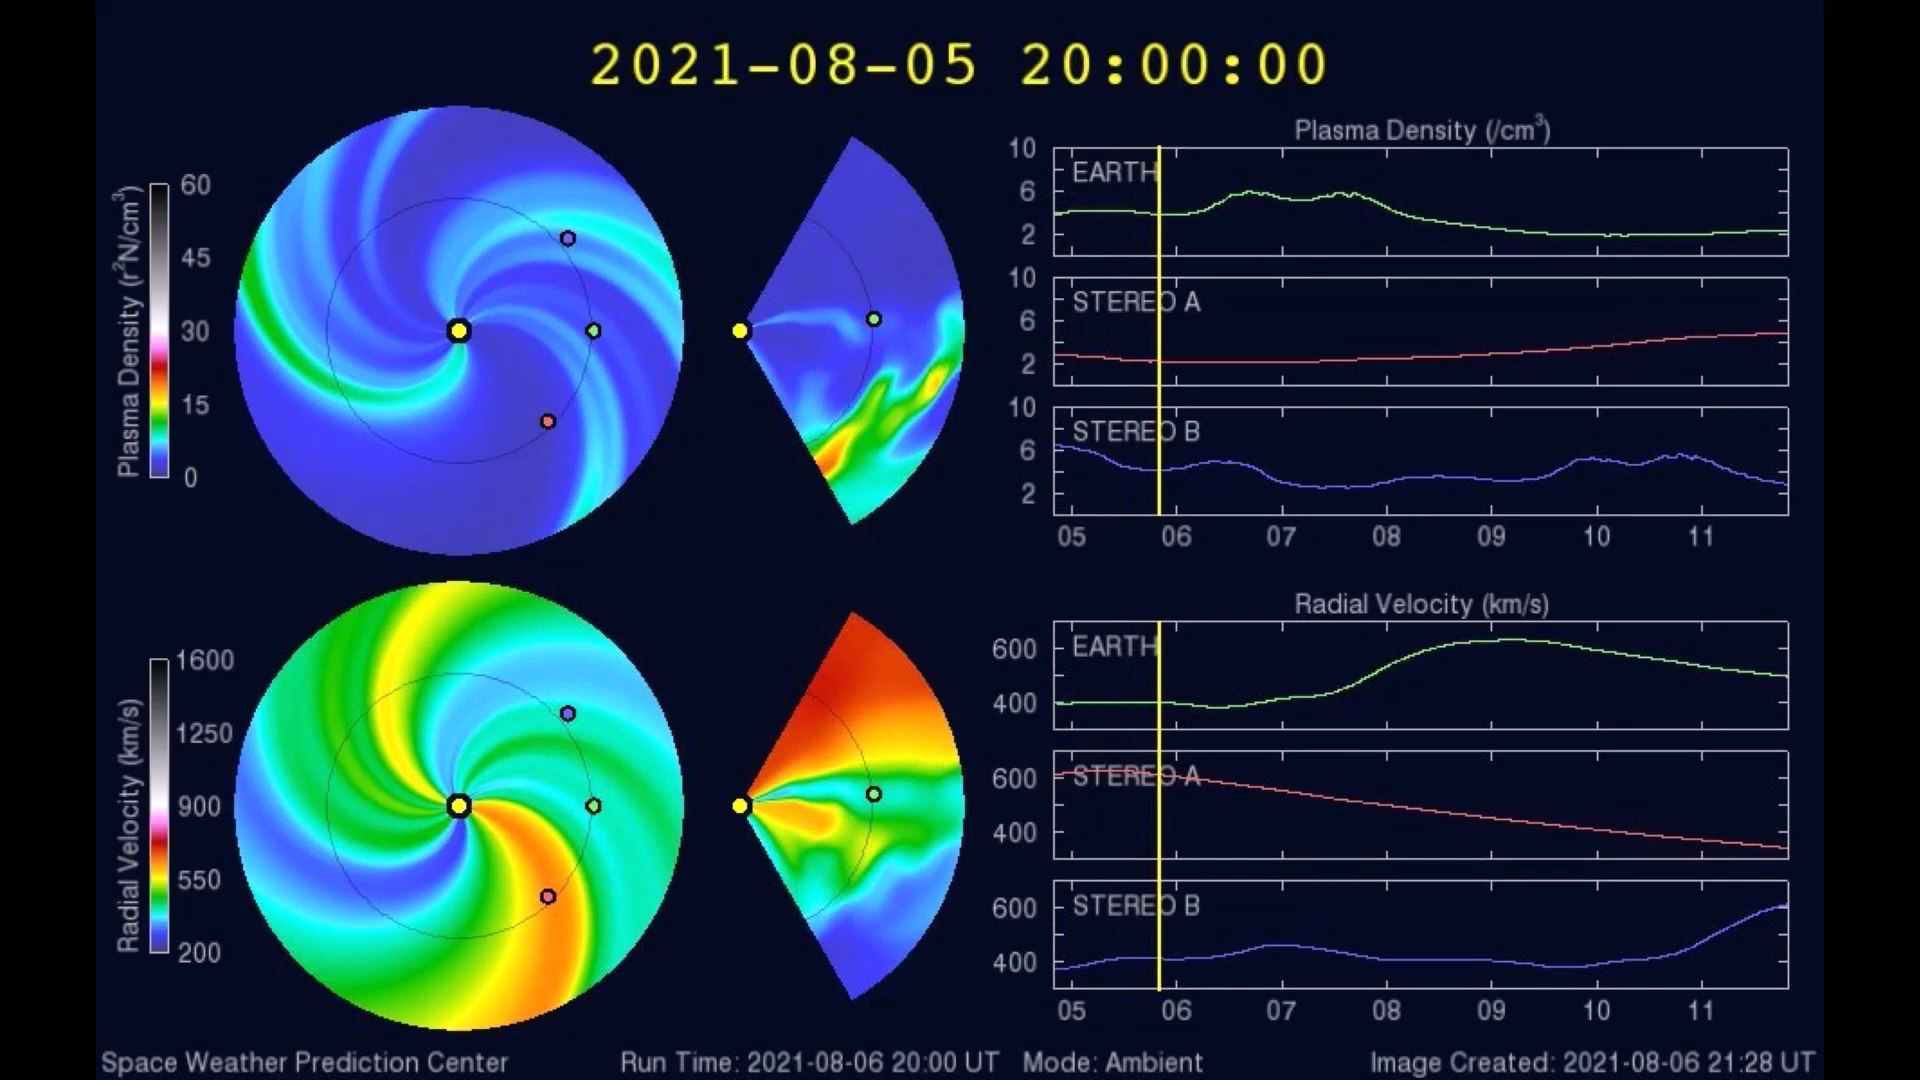 2021-08-05 20:00:00
Plasma Density (r²N/cm³)
60
45
30
15
0
Plasma Density (/cm³)
10
6
2
EARTH
10
6
2
STEREO A
10
6
2
STEREO B
05 06 07 08 09 10 11
Radial Velocity (km/s)
1600
1250
900
550
200
Radial Velocity (km/s)
600
400
EARTH
600
400
STEREO A
600
400
STEREO B
05 06 07 08 09 10 11
Space Weather Prediction Center Run Time: 2021-08-06 20:00 UT Mode: Ambient Image Created: 2021-08-06 21:28 UT